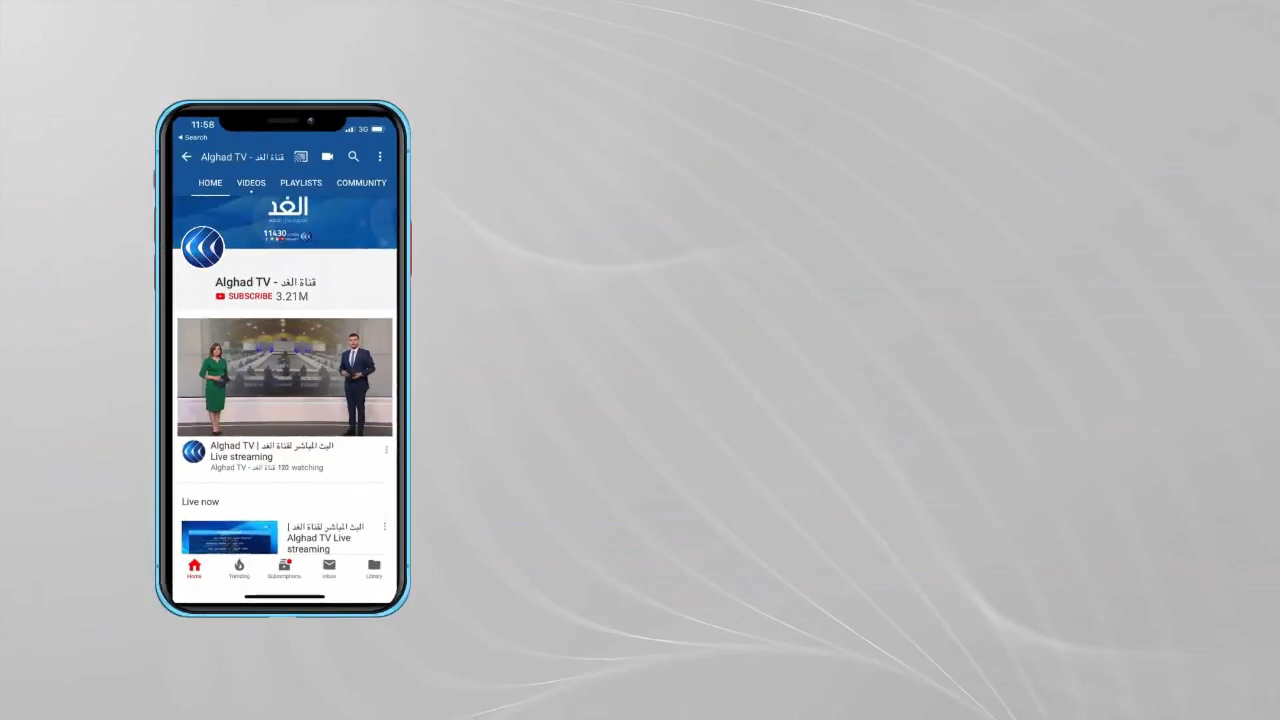 11:58
3G
Search
Alghad TV - قناة الغد
HOME VIDEOS PLAYLISTS COMMUNITY
الغد
11430
Alghad TV - قناة الغد
SUBSCRIBE 3.21M
Alghad TV | البث المباشر لقناة الغد
Live streaming
Alghad TV - قناة الغد 120 watching
Live now
البث المباشر لقناة الغد |
Alghad TV Live
streaming
Home Trending Subscriptions Inbox Library